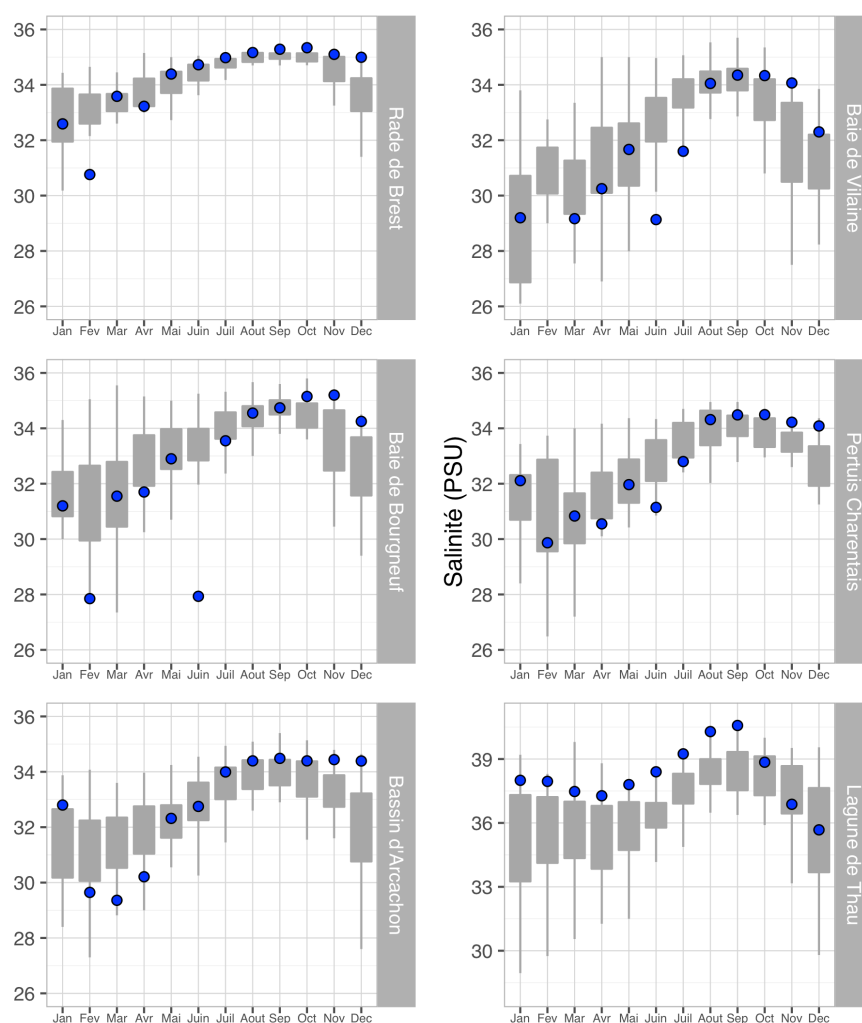 36
34
32
30
28
26
Jan Fev Mar Avr Mai Juin Juil Aout Sep Oct Nov Dec
Rade de Brest
36
34
32
30
28
26
Jan Fev Mar Avr Mai Juin Juil Aout Sep Oct Nov Dec
Baie de Vilaine
36
34
32
30
28
26
Jan Fev Mar Avr Mai Juin Juil Aout Sep Oct Nov Dec
Baie de Bourgneuf
Salinité (PSU)
36
34
32
30
28
26
Jan Fev Mar Avr Mai Juin Juil Aout Sep Oct Nov Dec
Pertuis Charentais
36
34
32
30
28
26
Jan Fev Mar Avr Mai Juin Juil Aout Sep Oct Nov Dec
Bassin d'Arcachon
39
36
33
30
Jan Fev Mar Avr Mai Juin Juil Aout Sep Oct Nov Dec
Lagune de Thau